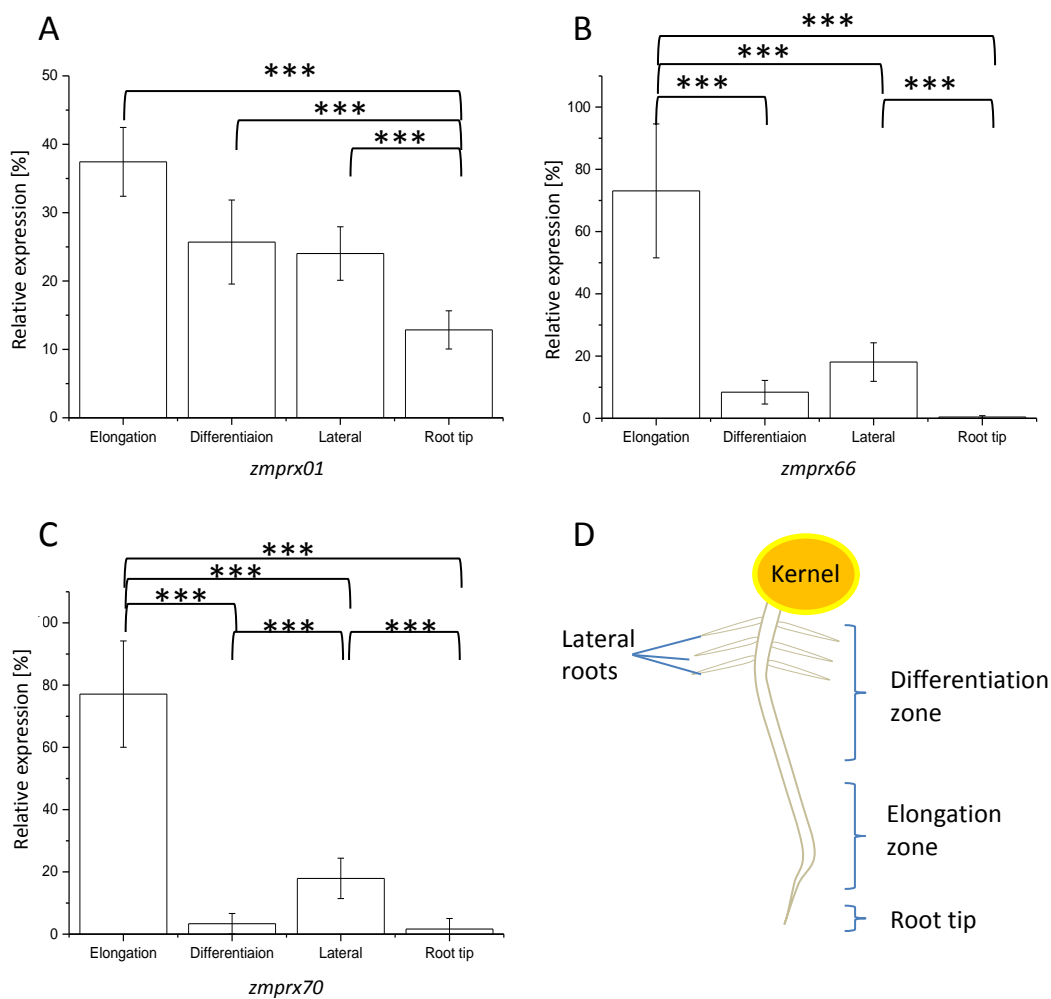 A
***
***
***
50
40
30
20
10
0
Relative expression [%]
Elongation Differentiaion Lateral Root tip
zmprx01
B
***
***
*** ***
100
80
60
40
20
0
Relative expression [%]
Elongation Differentiaion Lateral Root tip
zmprx66
C
***
***
***
*** ***
00
80
60
40
20
0
Relative expression [%]
Elongation Differentiaion Lateral Root tip
zmprx70
D
Kernel
Lateral
roots
Differentiation
zone
Elongation
zone
Root tip